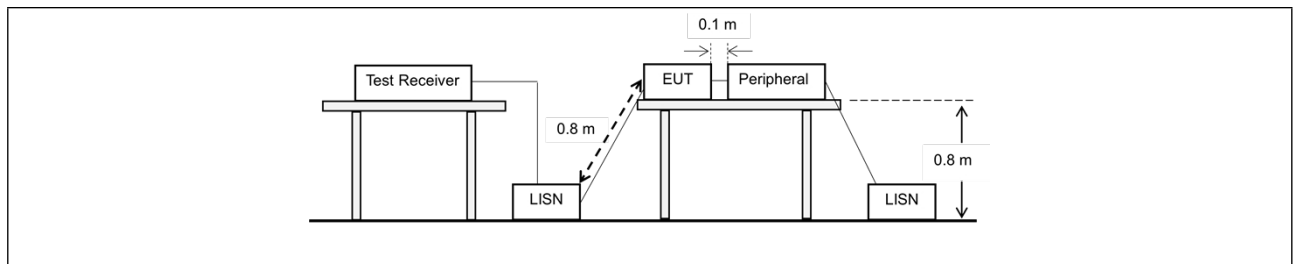 0.1 m
Test Receiver
EUT
Peripheral
0.8 m
0.8 m
LISN
LISN